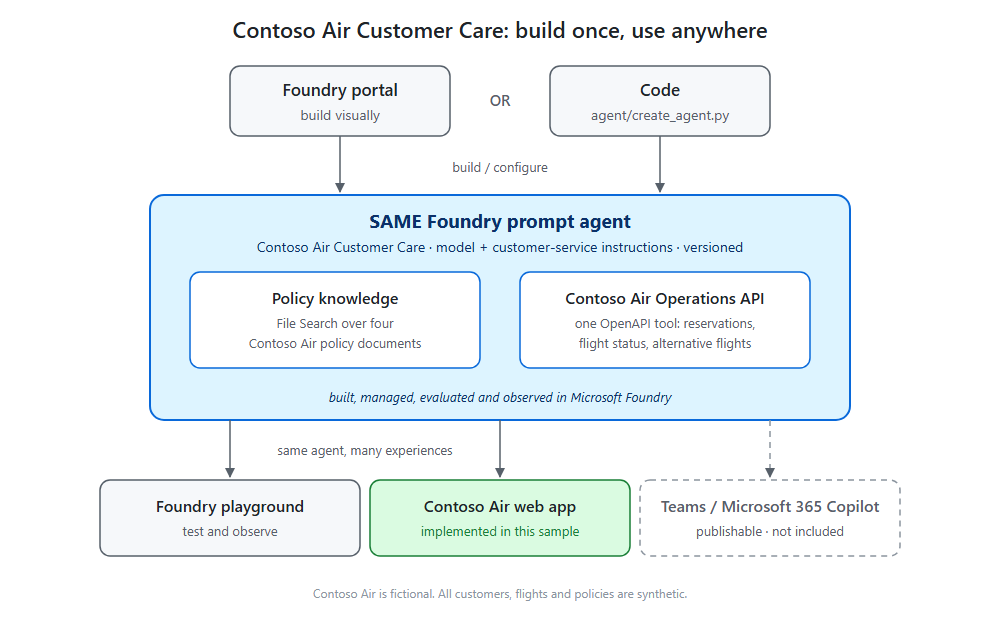 Contoso Air Customer Care: build once, use anywhere
Foundry portal
build visually
OR
Code
agent/create_agent.py
build / configure
SAME Foundry prompt agent
Contoso Air Customer Care · model + customer-service instructions · versioned
Policy knowledge
File Search over four
Contoso Air policy documents
Contoso Air Operations API
one OpenAPI tool: reservations,
flight status, alternative flights
built, managed, evaluated and observed in Microsoft Foundry
same agent, many experiences
Foundry playground
test and observe
Contoso Air web app
implemented in this sample
Teams / Microsoft 365 Copilot
publishable · not included
Contoso Air is fictional. All customers, flights and policies are synthetic.